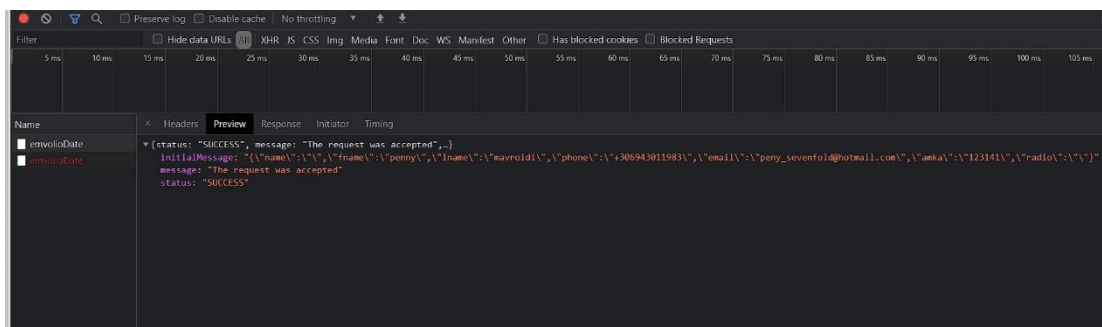 Preserve log Disable cache No throttling
Filter Hide data URLs All XHR JS CSS Img Media Font Doc WS Manifest Other Has blocked cookies Blocked Requests
5 ms 10 ms 15 ms 20 ms 25 ms 30 ms 35 ms 40 ms 45 ms 50 ms 55 ms 60 ms 65 ms 70 ms 75 ms 80 ms 85 ms 90 ms 95 ms 100 ms 105 ms
Name × Headers Preview Response Initiator Timing
emvolioDate ▼{status: "SUCCESS", message: "The request was accepted",…}
emvolioDate initialMessage: "{\"name\":\"\",\"fname\":\"penny\",\"lname\":\"mavroidi\",\"phone\":\"+306943011983\",\"email\":\"peny_sevenfold@hotmail.com\",\"amka\":\"123141\",\"radio\":\"\"}"
message: "The request was accepted"
status: "SUCCESS"